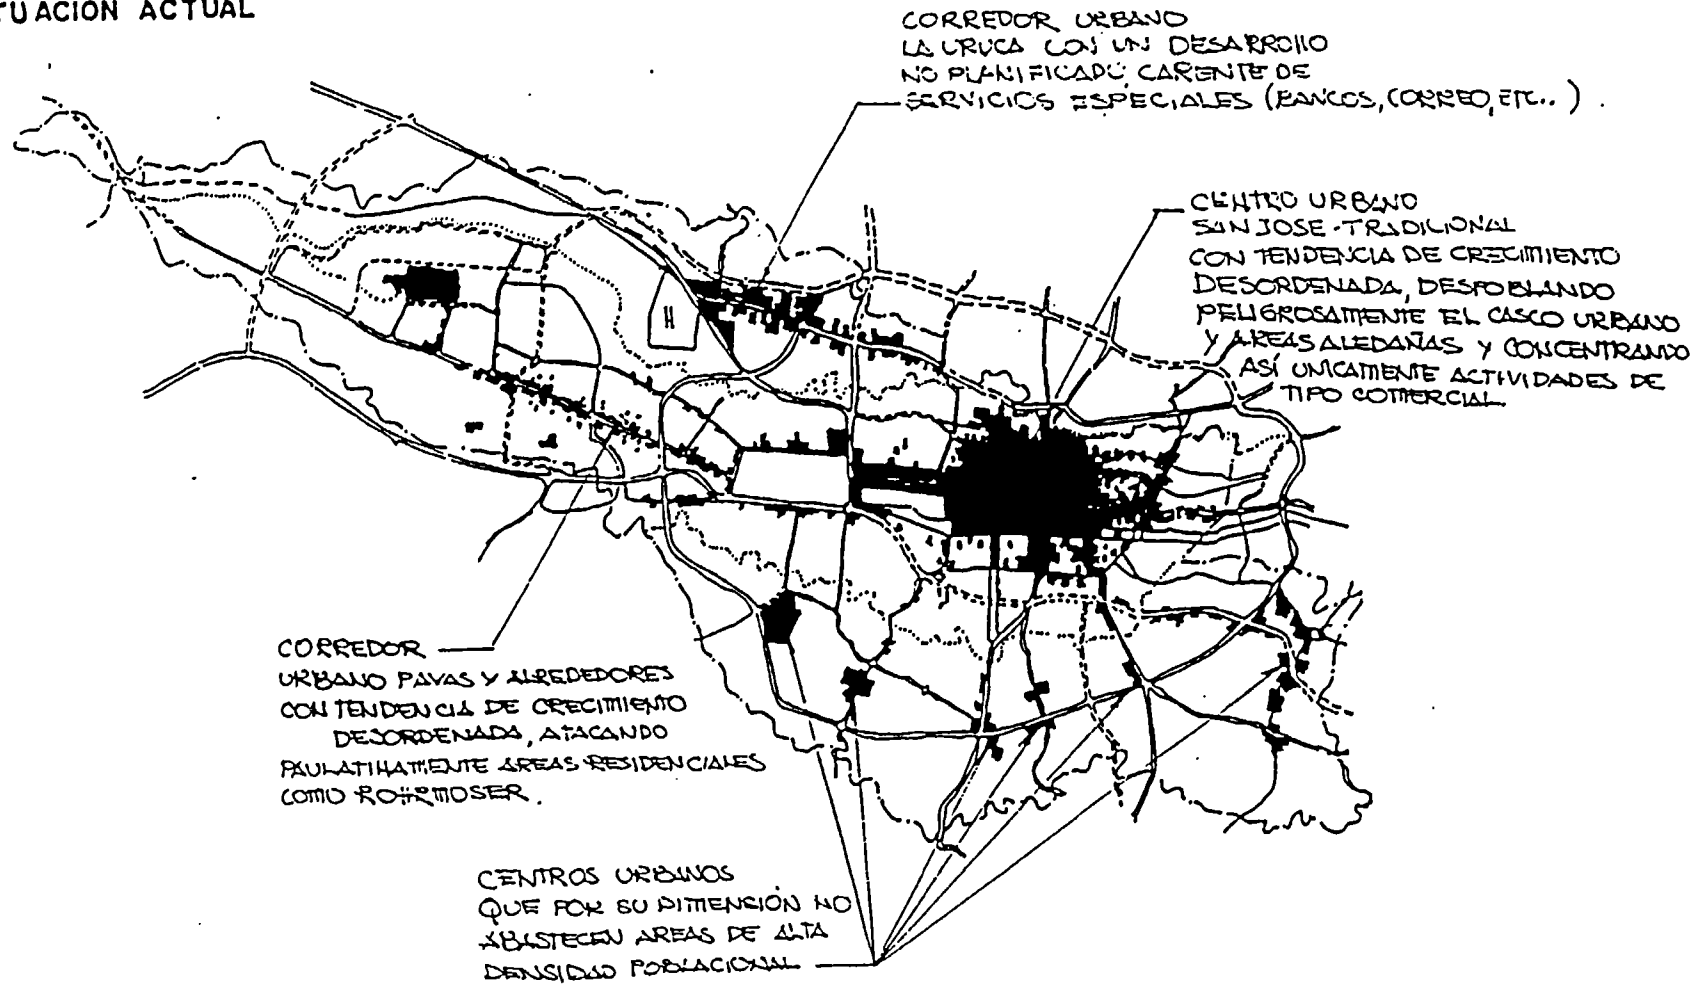 TUACION ACTUAL
CORREDOR URBANO
LA URUCA CON UN DESARROLLO
NO PLANIFICADO CARENTE DE
SERVICIOS ESPECIALES (BANCOS, CORREO, ETC..)
CENTRO URBANO
SAN JOSE-TRADICIONAL
CON TENDENCIA DE CRECIMIENTO
DESORDENADA, DESPOBLANDO
PELIGROSAMENTE EL CASCO URBANO
Y AREAS ALEDAÑAS Y CONCENTRANDO
ASÍ UNICAMENTE ACTIVIDADES DE
TIPO COMERCIAL
CORREDOR
URBANO PAVAS Y ALREDEDORES
CON TENDENCIA DE CRECIMIENTO
DESORDENADA, ATACANDO
PAULATINAMENTE AREAS RESIDENCIALES
COMO ROHRMOSER.
CENTROS URBANOS
QUE POR SU DIMENSIÓN NO
ABASTECEN AREAS DE ALTA
DENSIDAD POBLACIONAL